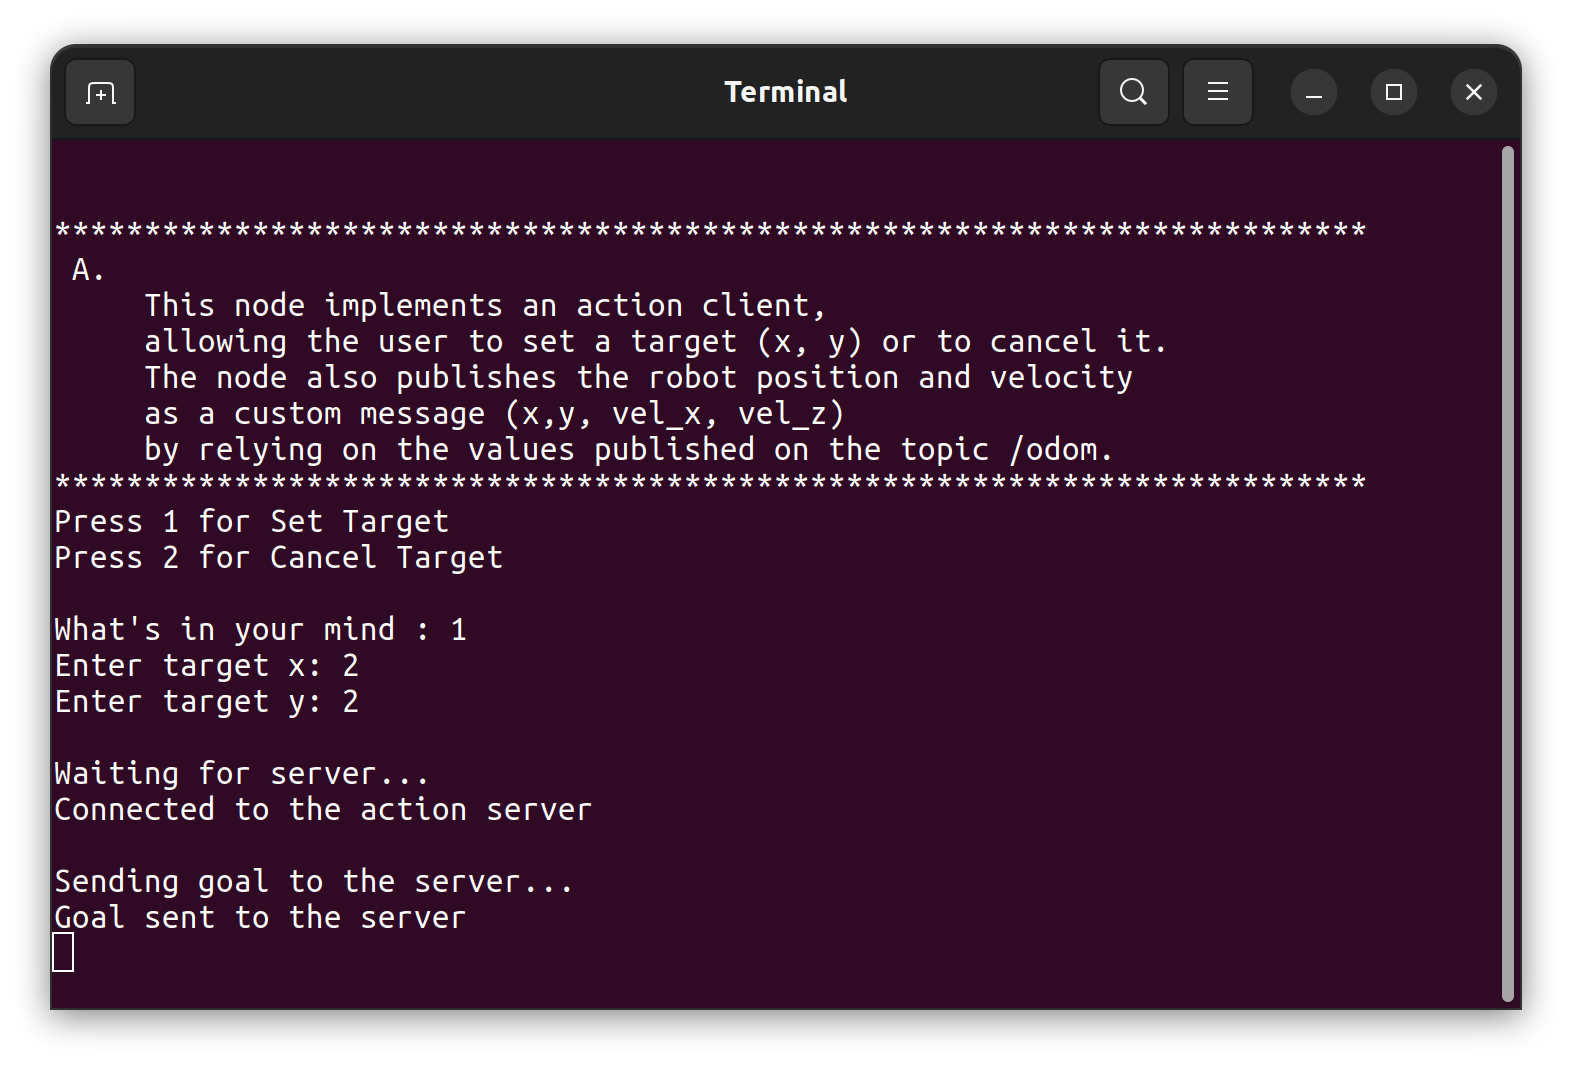 Terminal
*************************************************************************
A.
This node implements an action client,
allowing the user to set a target (x, y) or to cancel it.
The node also publishes the robot position and velocity
as a custom message (x,y, vel_x, vel_z)
by relying on the values published on the topic /odom.
*************************************************************************
Press 1 for Set Target
Press 2 for Cancel Target
What's in your mind : 1
Enter target x: 2
Enter target y: 2
Waiting for server...
Connected to the action server
Sending goal to the server...
Goal sent to the server